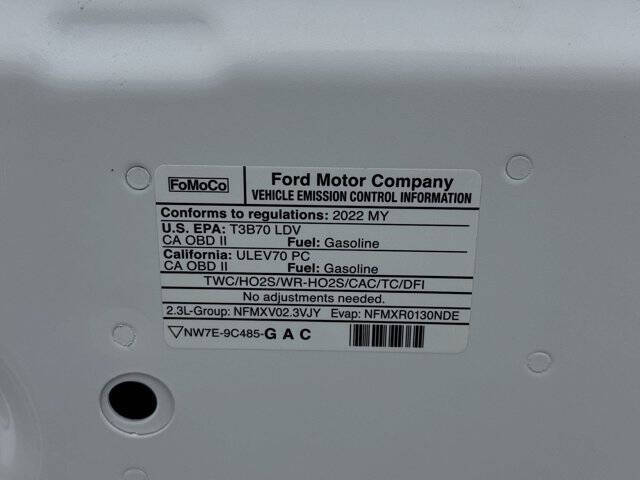 FoMoCo
Ford Motor Company
VEHICLE EMISSION CONTROL INFORMATION
Conforms to regulations: 2022 MY
U.S. EPA: T3B70 LDV
CA OBD II Fuel: Gasoline
California: ULEV70 PC
CA OBD II Fuel: Gasoline
TWC/HO2S/WR-HO2S/CAC/TC/DFI
No adjustments needed.
2.3L-Group: NFMXV02.3VJY Evap: NFMXR0130NDE
NW7E-9C485-GAC